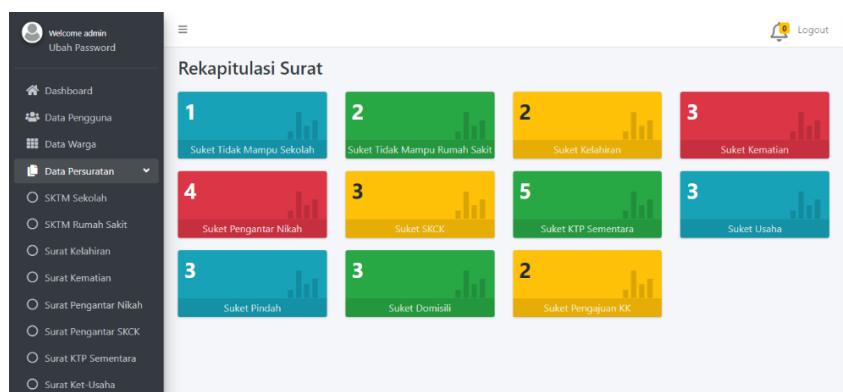 Welcome admin
Ubah Password
Dashboard
Data Pengguna
Data Warga
Data Persuratan
SKTM Sekolah
SKTM Rumah Sakit
Surat Kelahiran
Surat Kematian
Surat Pengantar Nikah
Surat Pengantar SKCK
Surat KTP Sementara
Surat Ket-Usaha
0
Logout
Rekapitulasi Surat
1
Suket Tidak Mampu Sekolah
2
Suket Tidak Mampu Rumah Sakit
2
Suket Kelahiran
3
Suket Kematian
4
Suket Pengantar Nikah
3
Suket SKCK
5
Suket KTP Sementara
3
Suket Usaha
3
Suket Pindah
3
Suket Domisili
2
Suket Pengajuan KK